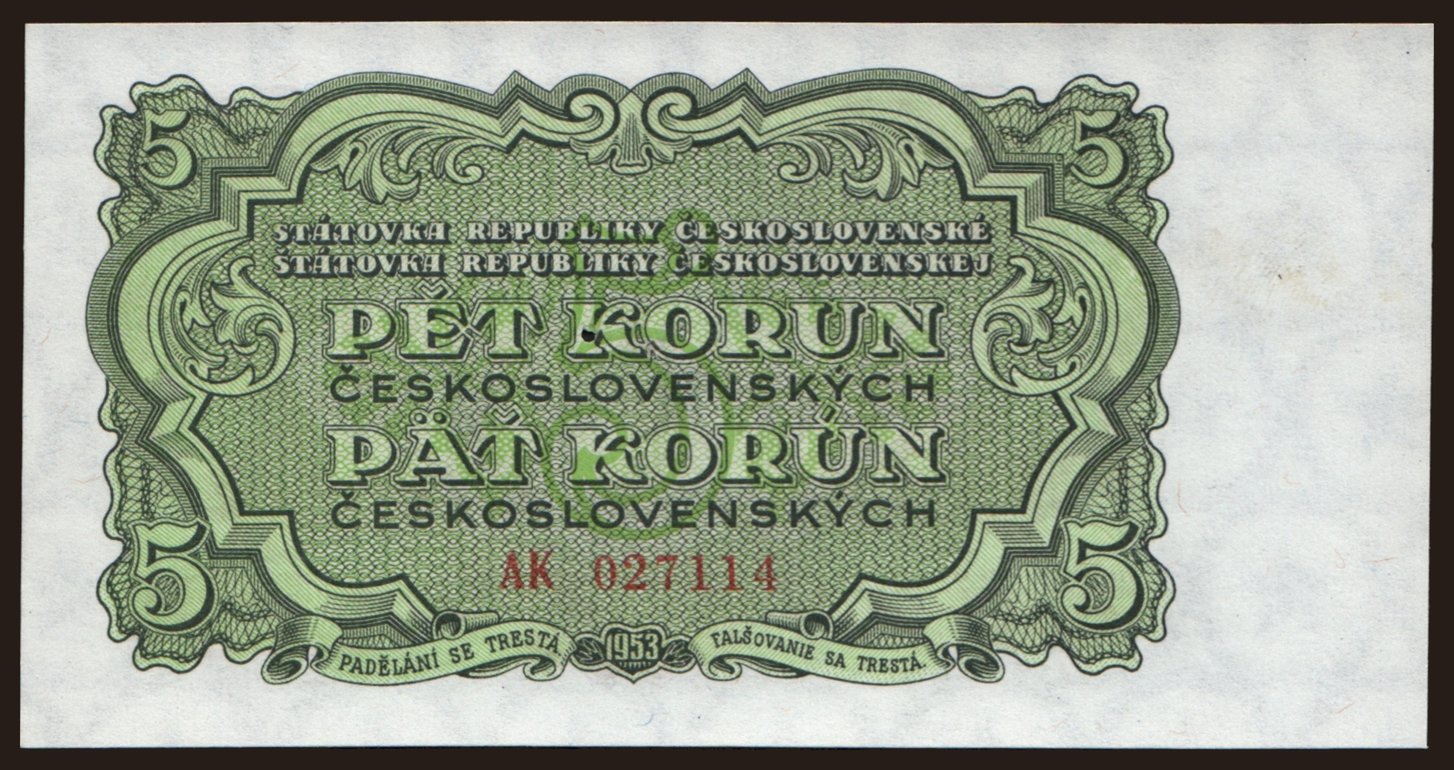 5 5
STÁTOVKA REPUBLIKY ČESKOSLOVENSKÉ
STÁTOVKA REPUBLIKY ČESKOSLOVENSKEJ
PĚT KORUN
ČESKOSLOVENSKÝCH
PÄŤ KORÚN
ČESKOSLOVENSKÝCH
5 5
AK 027114
PADĚLÁNÍ SE TRESTÁ 1953 FALŠOVANIE SA TRESTÁ.